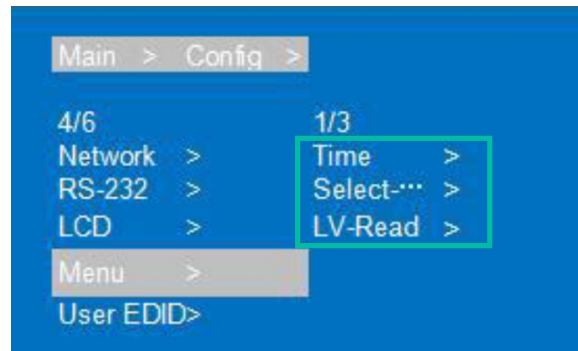 Main > Config >
4/6 1/3
Network > Time >
RS-232 > Select-··· >
LCD > LV-Read >
Menu >
User EDID>